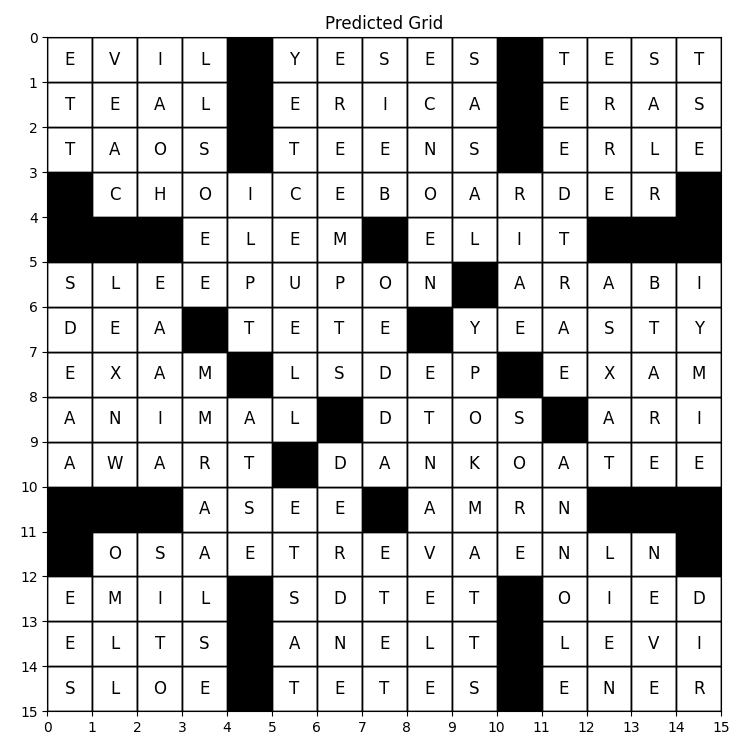 Predicted Grid
0 E V I L Y E S E S T E S T
1 T E A L E R I C A E R A S
2 T A O S T E E N S E R L E
3 C H O I C E B O A R D E R
4 E L E M E L I T
5 S L E E P U P O N A R A B I
6 D E A T E T E Y E A S T Y
7 E X A M L S D E P E X A M
8 A N I M A L D T O S A R I
9 A W A R T D A N K O A T E E
10 A S E E A M R N
11 O S A E T R E V A E N L N
12 E M I L S D T E T O I E D
13 E L T S A N E L T L E V I
14 S L O E T E T E S E N E R
15
0 1 2 3 4 5 6 7 8 9 10 11 12 13 14 15